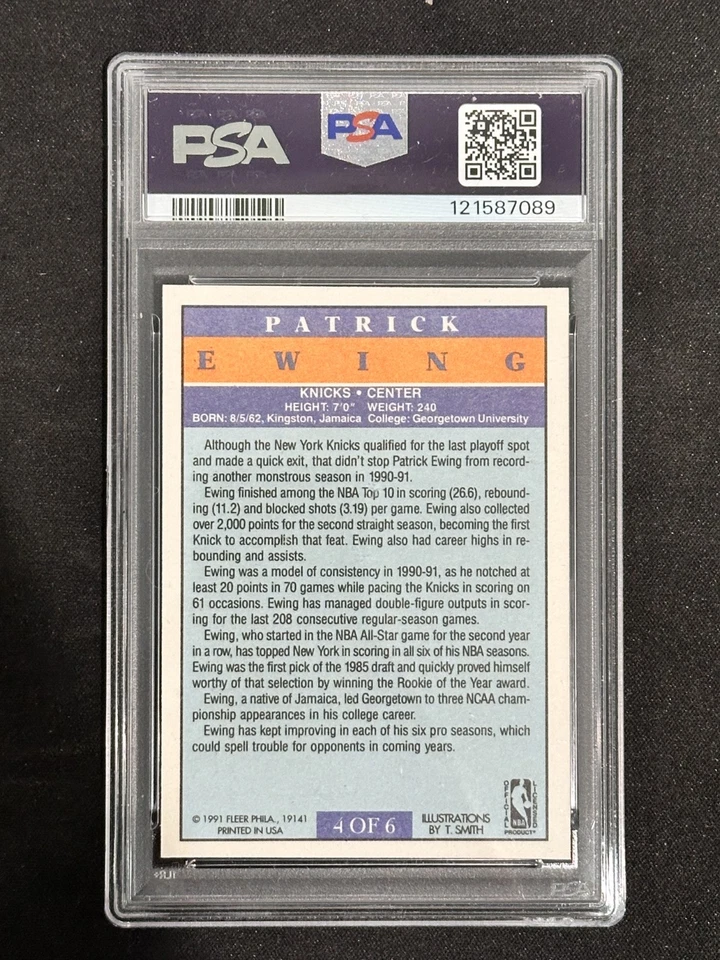 PSA
PSA
121587089
PATRICK
EWING
KNICKS • CENTER
HEIGHT: 7'0" WEIGHT: 240
BORN: 8/5/62, Kingston, Jamaica College: Georgetown University
Although the New York Knicks qualified for the last playoff spot
and made a quick exit, that didn't stop Patrick Ewing from record-
ing another monstrous season in 1990-91.
Ewing finished among the NBA Top 10 in scoring (26.6), rebound-
ing (11.2) and blocked shots (3.19) per game. Ewing also collected
over 2,000 points for the second straight season, becoming the first
Knick to accomplish that feat. Ewing also had career highs in re-
bounding and assists.
Ewing was a model of consistency in 1990-91, as he notched at
least 20 points in 70 games while pacing the Knicks in scoring on
61 occasions. Ewing has managed double-figure outputs in scor-
ing for the last 208 consecutive regular-season games.
Ewing, who started in the NBA All-Star game for the second year
in a row, has topped New York in scoring in all six of his NBA seasons.
Ewing was the first pick of the 1985 draft and quickly proved himself
worthy of that selection by winning the Rookie of the Year award.
Ewing, a native of Jamaica, led Georgetown to three NCAA cham-
pionship appearances in his college career.
Ewing has kept improving in each of his six pro seasons, which
could spell trouble for opponents in coming years.
© 1991 FLEER PHILA., 19141
PRINTED IN USA
4 OF 6
ILLUSTRATIONS
BY T. SMITH
OFFICIAL
LICENSED
NBA
PRODUCT
PSA